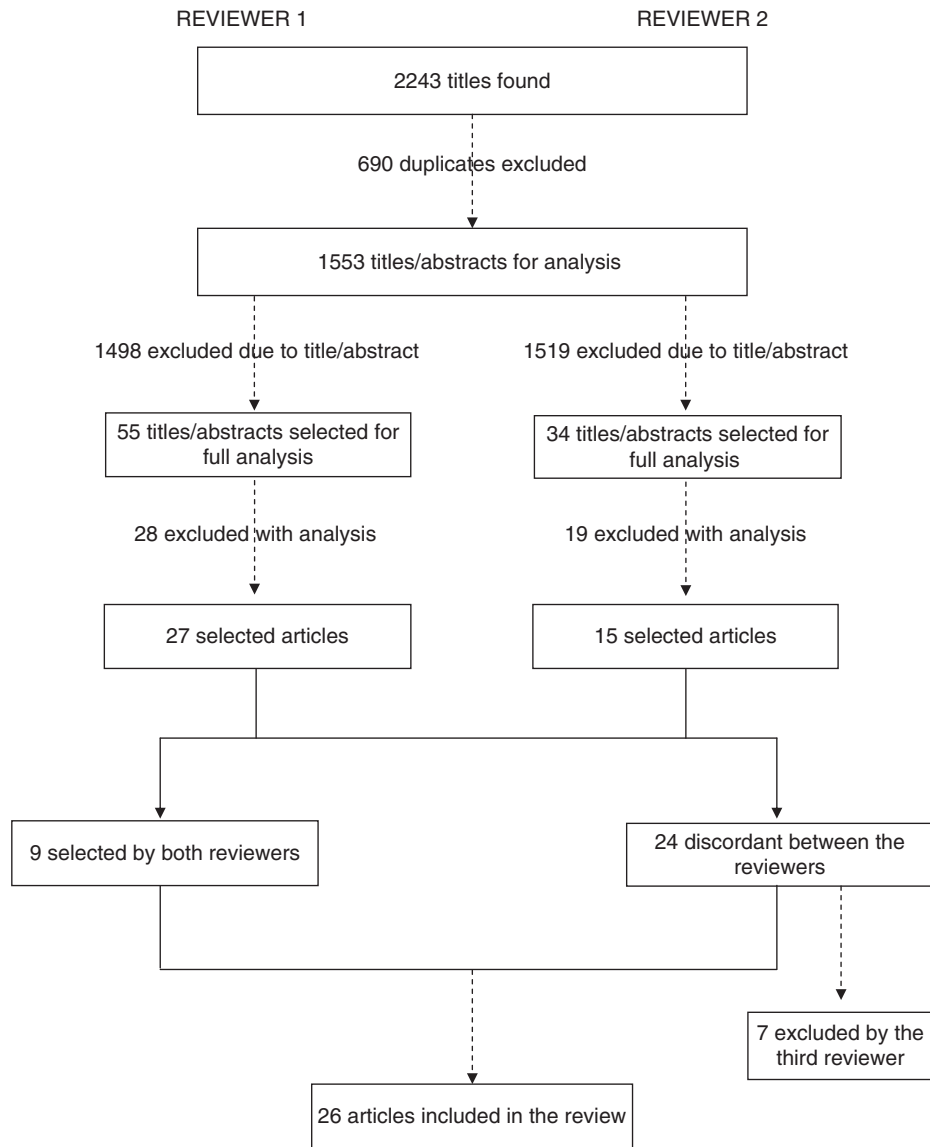 REVIEWER 1
REVIEWER 2
2243 titles found
690 duplicates excluded
1553 titles/abstracts for analysis
1498 excluded due to title/abstract
1519 excluded due to title/abstract
55 titles/abstracts selected for
full analysis
34 titles/abstracts selected for
full analysis
28 excluded with analysis
19 excluded with analysis
27 selected articles
15 selected articles
9 selected by both reviewers
24 discordant between the
reviewers
7 excluded by the
third reviewer
26 articles included in the review